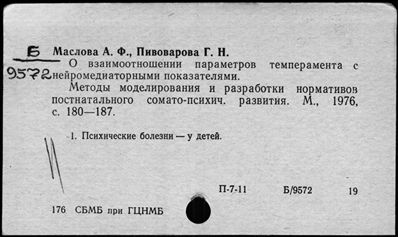 Б Маслова А. Ф., Пивоварова Г. Н.
О взаимоотношении параметров темперамента с
9572 нейромедиаторными показателями.
Методы моделирования и разработки нормативов
постнатального сомато-психич. развития. М., 1976,
с. 180—187.
1. Психические болезни — у детей.
П-7-11 Б/9572 19
176 СБМБ при ГЦНМБ